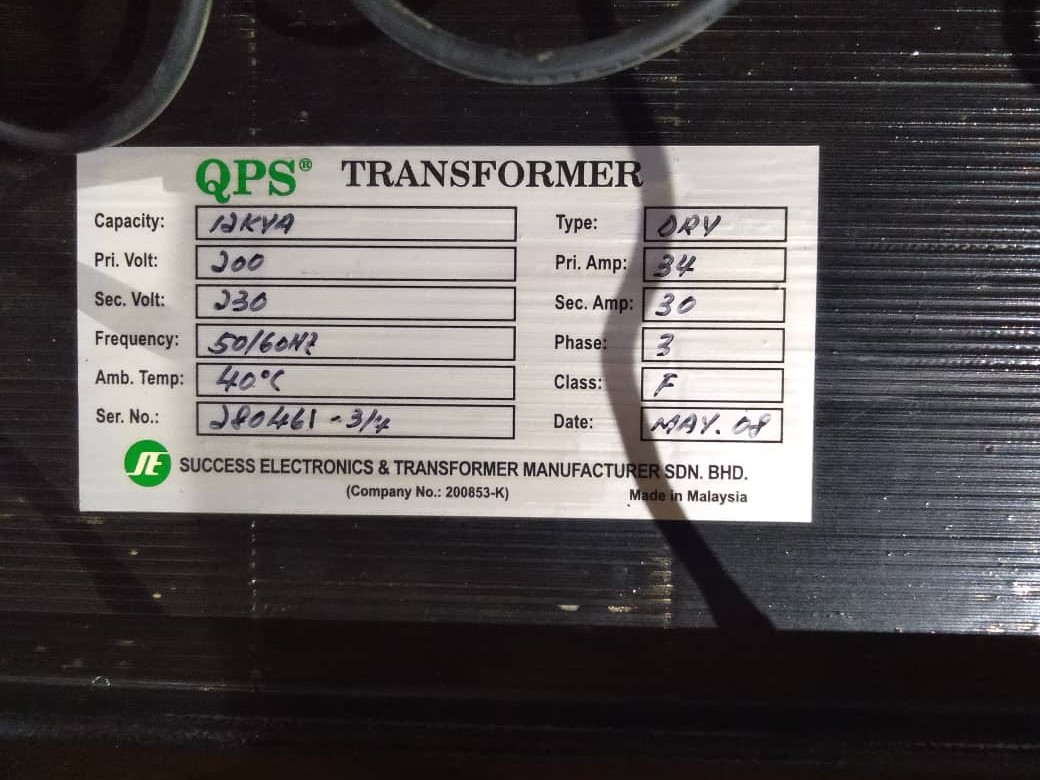 QPS® TRANSFORMER
Capacity: 12KVA Type: DRY
Pri. Volt: 200 Pri. Amp: 34
Sec. Volt: 230 Sec. Amp: 30
Frequency: 50/60HZ Phase: 3
Amb. Temp: 40°C Class: F
Ser. No.: 280461-3/4 Date: MAY. 08
SE SUCCESS ELECTRONICS & TRANSFORMER MANUFACTURER SDN. BHD.
(Company No.: 200853-K) Made in Malaysia